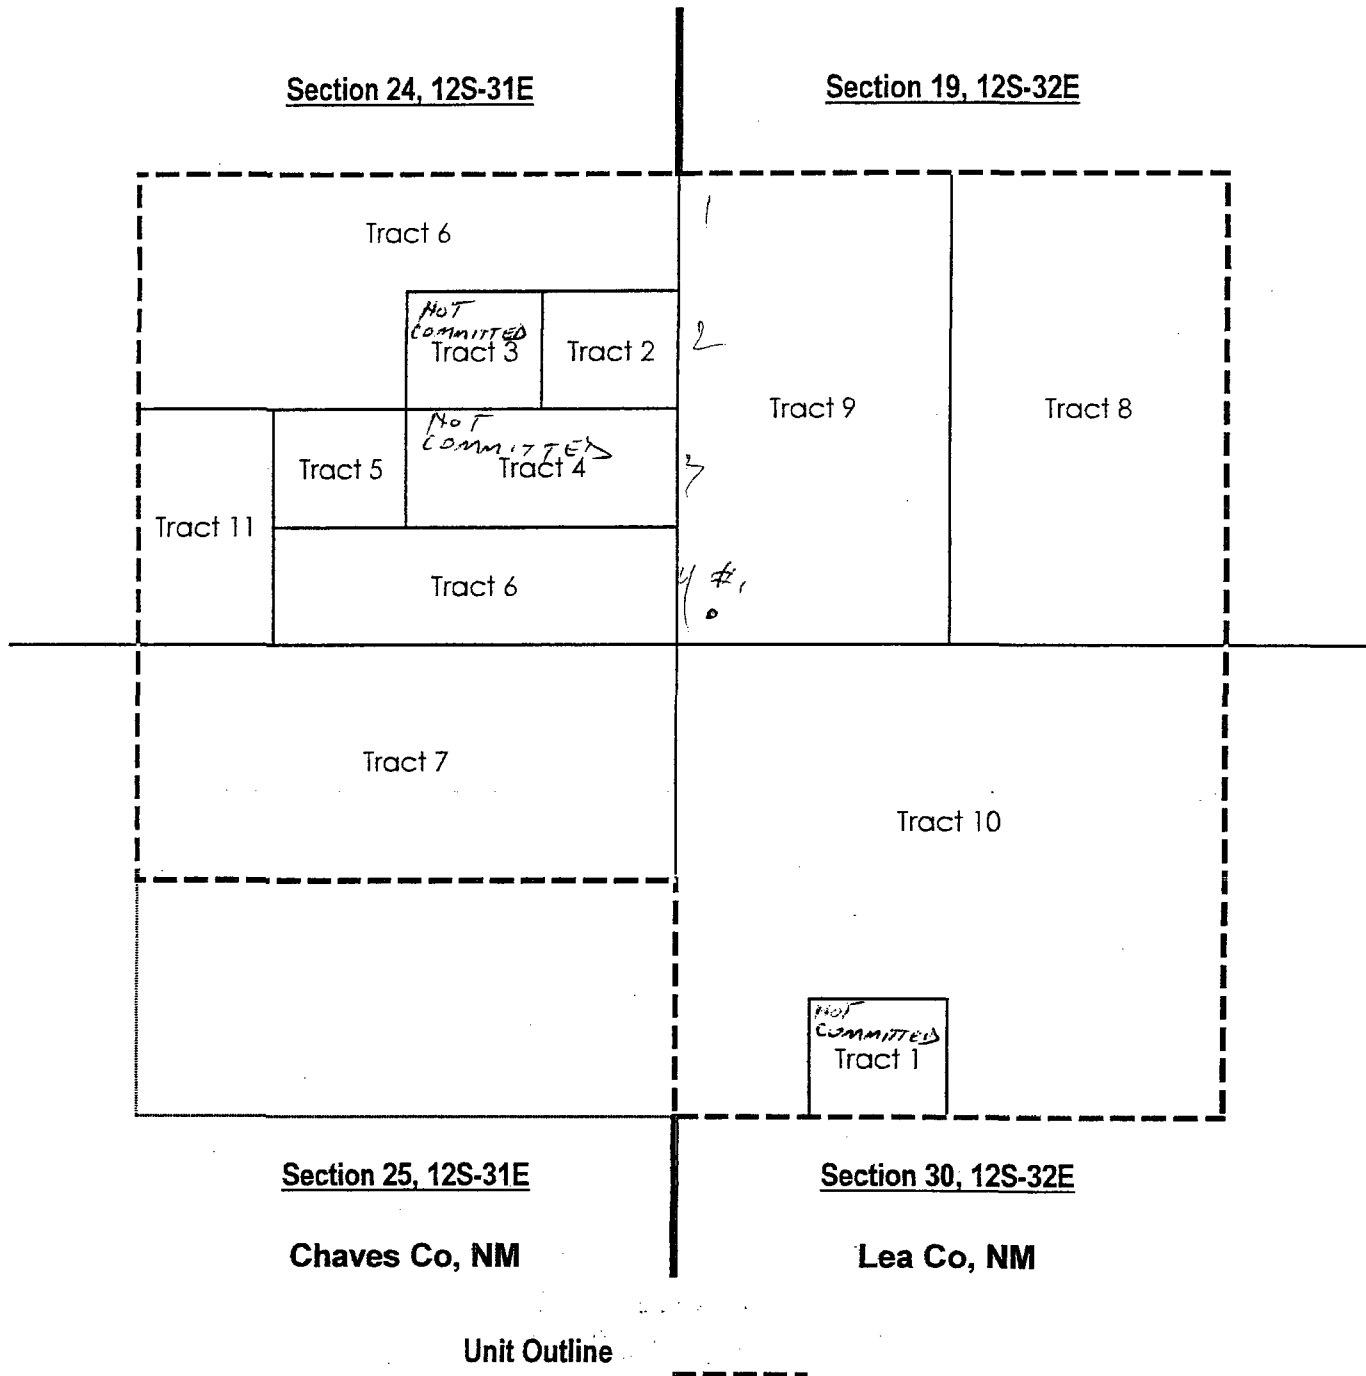 Section 24, 12S-31E
Section 19, 12S-32E
Tract 6
1
NOT
COMMITTED
Tract 3
Tract 2
2
Tract 9
Tract 8
NOT
COMMITTED
Tract 5
Tract 4
3
Tract 11
Tract 6
4 #1
Tract 7
Tract 10
NOT
COMMITTED
Tract 1
Section 25, 12S-31E
Section 30, 12S-32E
Chaves Co, NM
Lea Co, NM
Unit Outline